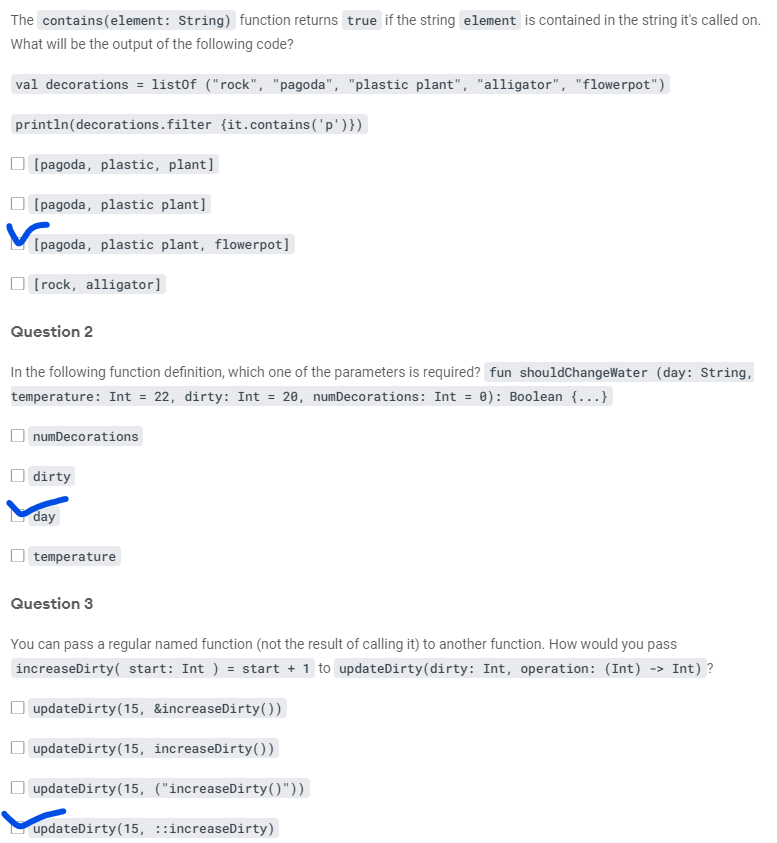 The contains(element: String) function returns true if the string element is contained in the string it's called on.
What will be the output of the following code?
val decorations = listOf ("rock", "pagoda", "plastic plant", "alligator", "flowerpot")
println(decorations.filter {it.contains('p')})
[pagoda, plastic, plant]
[pagoda, plastic plant]
[pagoda, plastic plant, flowerpot]
[rock, alligator]
Question 2
In the following function definition, which one of the parameters is required? fun shouldChangeWater (day: String,
temperature: Int = 22, dirty: Int = 20, numDecorations: Int = 0): Boolean {...}
numDecorations
dirty
day
temperature
Question 3
You can pass a regular named function (not the result of calling it) to another function. How would you pass
increaseDirty( start: Int ) = start + 1 to updateDirty(dirty: Int, operation: (Int) -> Int)?
updateDirty(15, &increaseDirty())
updateDirty(15, increaseDirty())
updateDirty(15, ("increaseDirty()"))
updateDirty(15, ::increaseDirty)